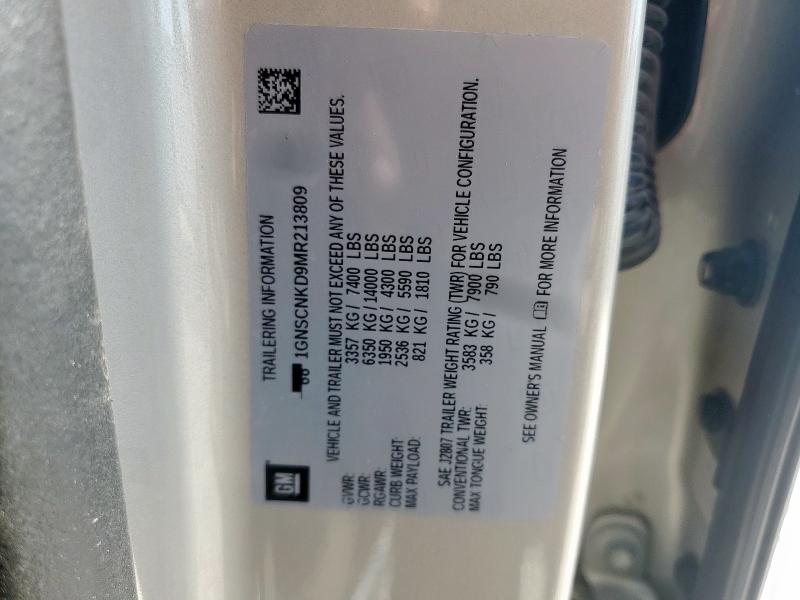 GM
TRAILERING INFORMATION
1GNSCNKD9MR213809
VEHICLE AND TRAILER MUST NOT EXCEED ANY OF THESE VALUES.
GVWR: 3357 KG / 7400 LBS
GCWR: 6350 KG / 14000 LBS
RGAWR: 1950 KG / 4300 LBS
CURB WEIGHT: 2536 KG / 5590 LBS
MAX PAYLOAD: 821 KG / 1810 LBS
SAE J2807 TRAILER WEIGHT RATING (TWR) FOR VEHICLE CONFIGURATION.
CONVENTIONAL TWR: 3583 KG / 7900 LBS
MAX TONGUE WEIGHT: 358 KG / 790 LBS
SEE OWNER'S MANUAL FOR MORE INFORMATION